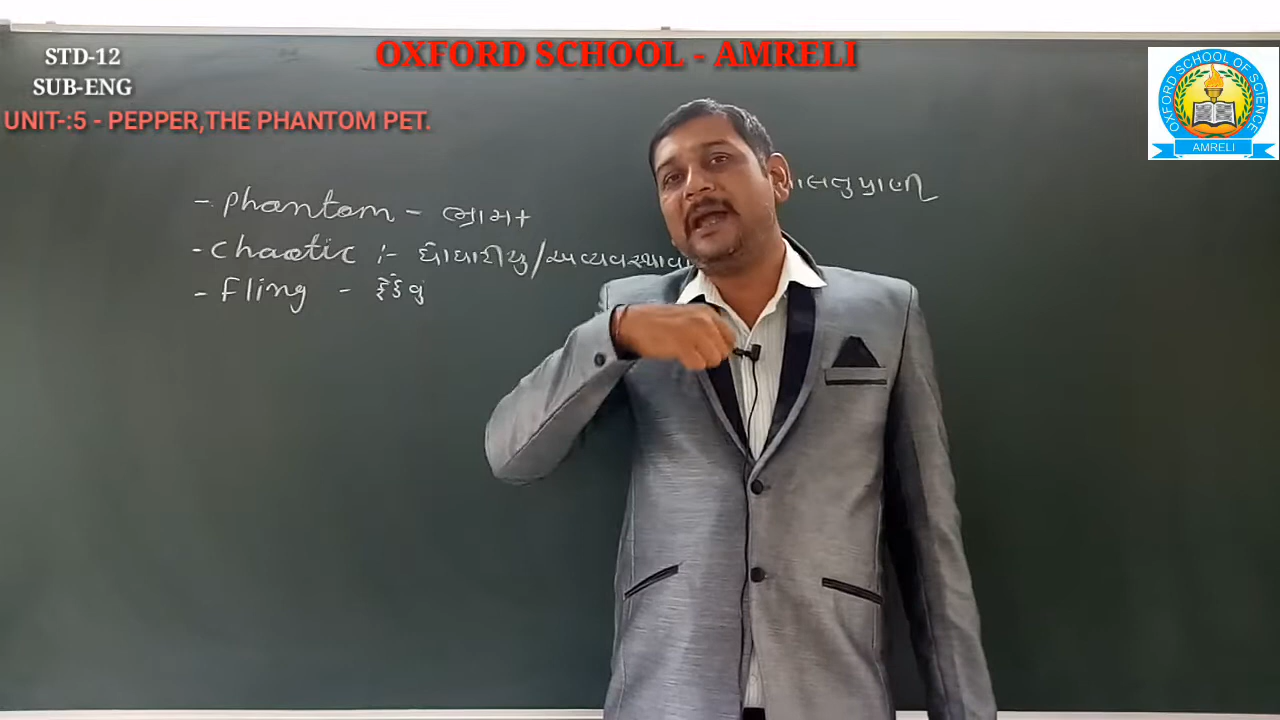 OXFORD SCHOOL - AMRELI
STD-12
SUB-ENG
UNIT-:5 - PEPPER,THE PHANTOM PET.
OXFORD SCHOOL OF SCIENCE
AMRELI
- Phantom - ભ્રામક
- Chaotic :- ઘોંઘાટીયુ/અવ્યવસ્થાવા
- Fling - ફેંકવું
ાલતુપ્રાણી